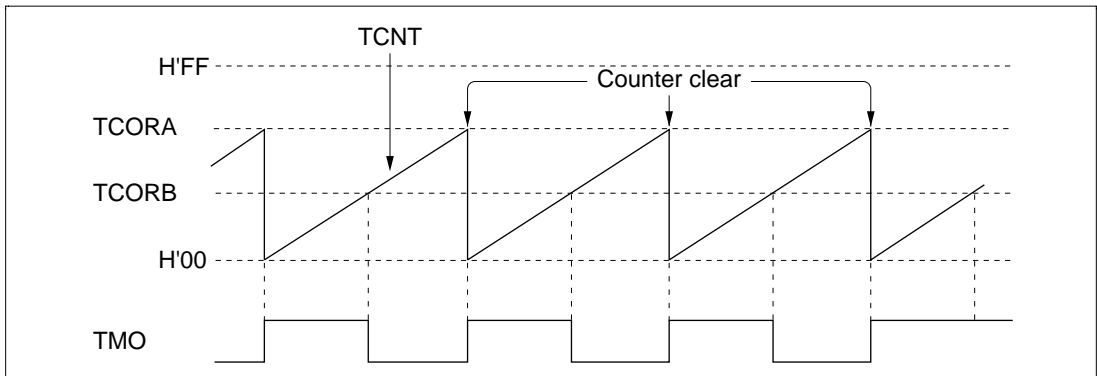 TCNT
H'FF
Counter clear
TCORA
TCORB
H'00
TMO